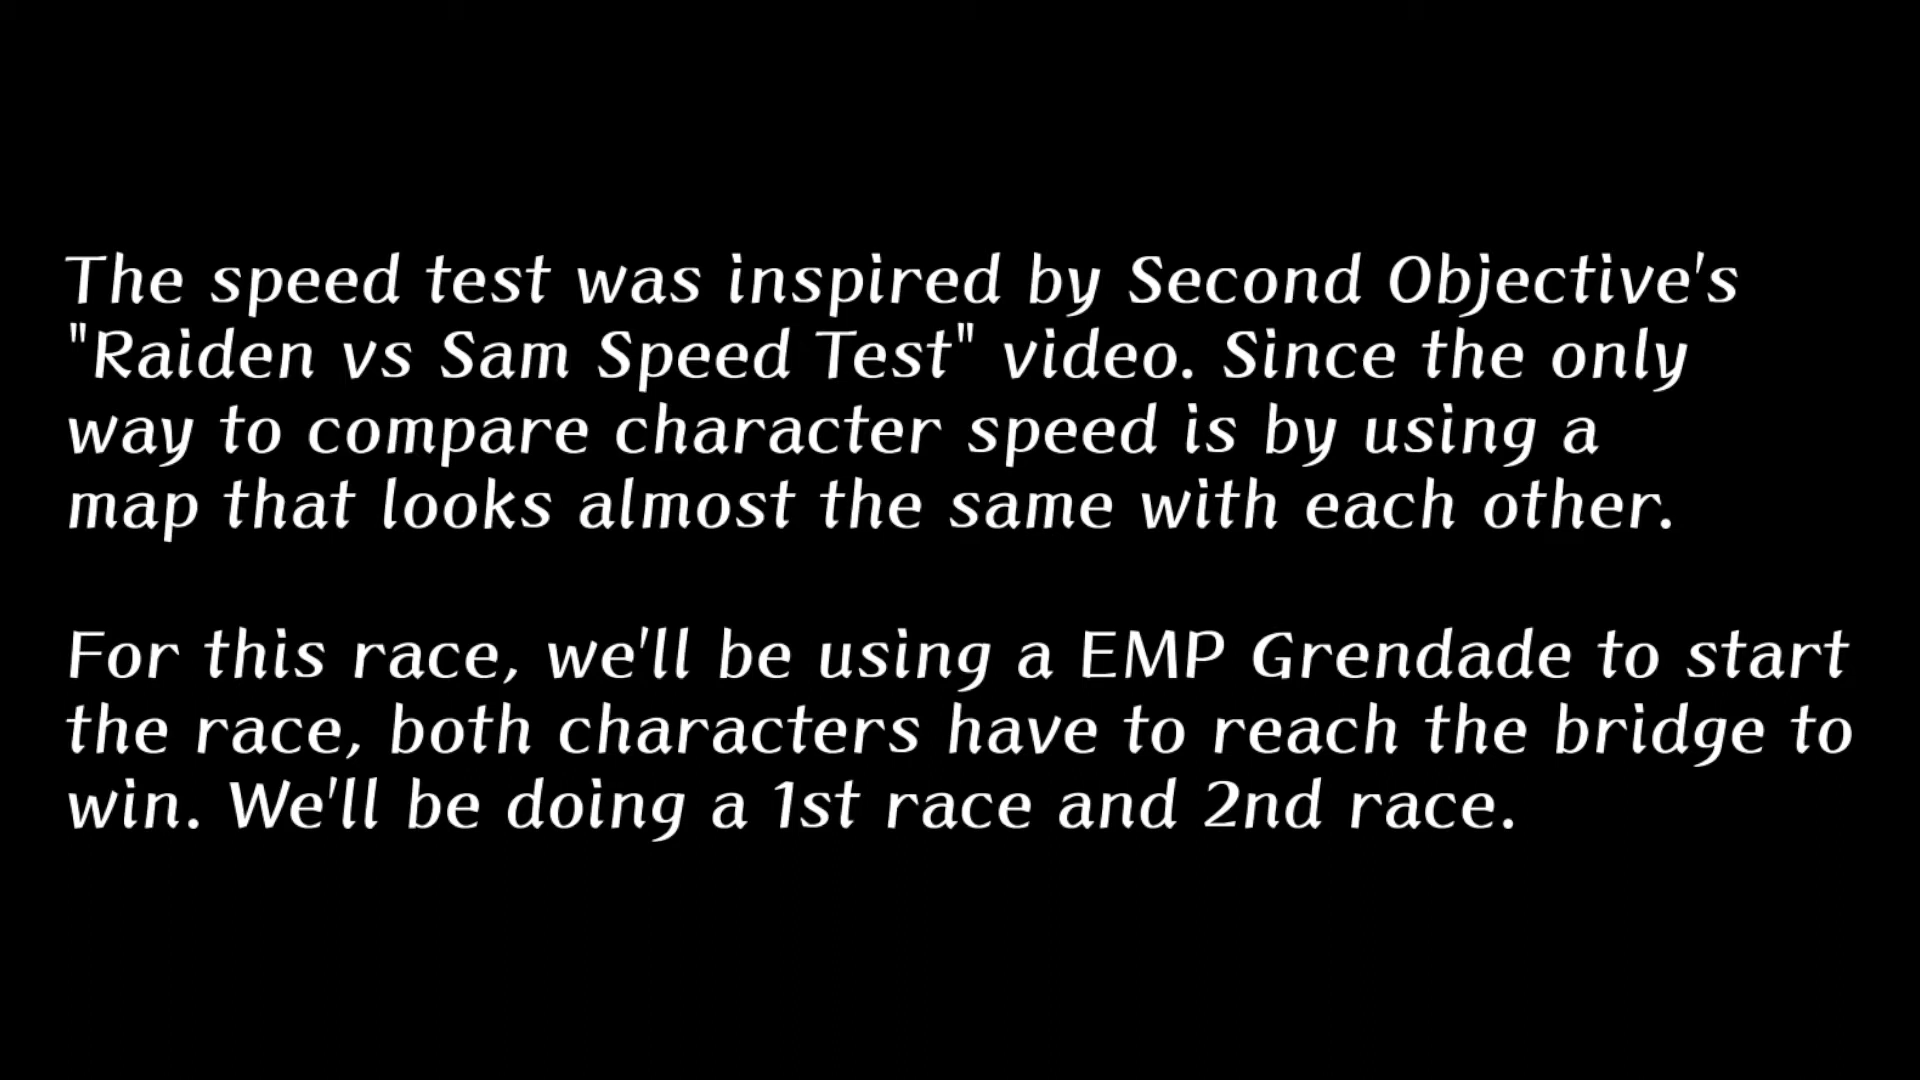 The speed test was inspired by Second Objective's
"Raiden vs Sam Speed Test" video. Since the only
way to compare character speed is by using a
map that looks almost the same with each other.
For this race, we'll be using a EMP Grendade to start
the race, both characters have to reach the bridge to
win. We'll be doing a 1st race and 2nd race.